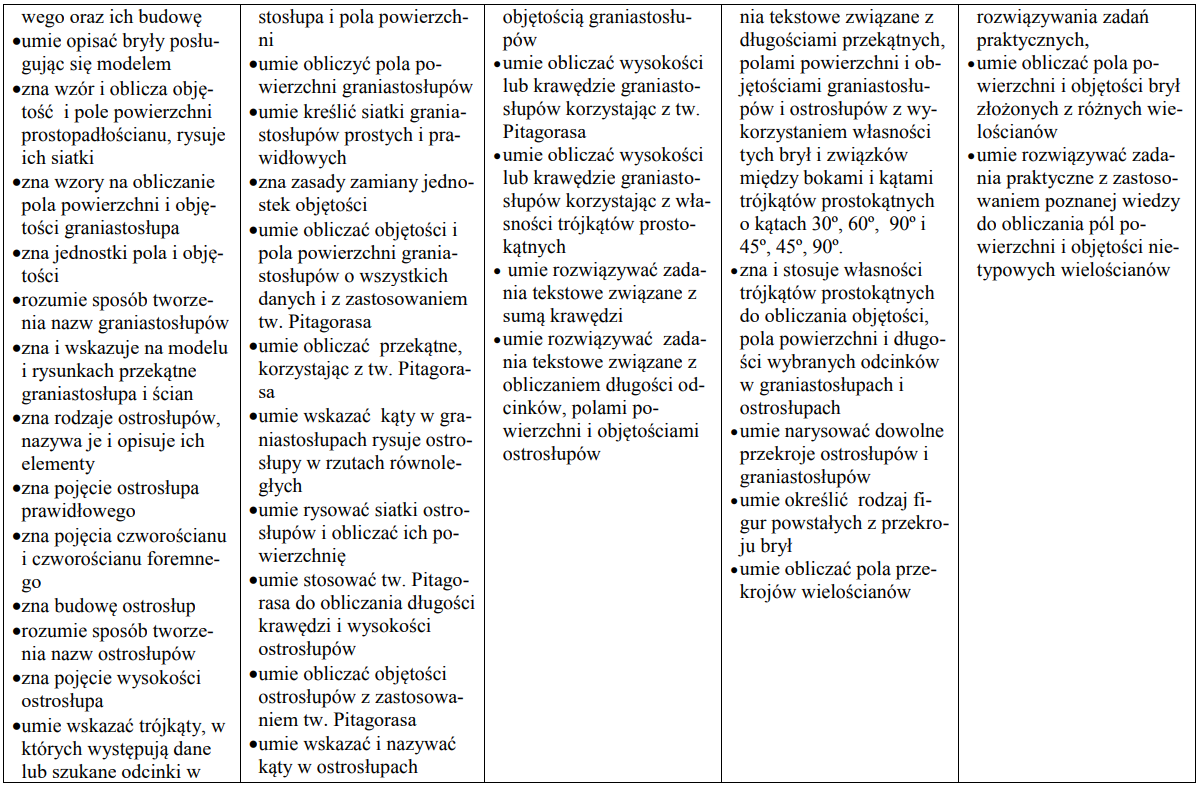 wego oraz ich budowę
•umie opisać bryły posłu-
gując się modelem
•zna wzór i oblicza obję-
tość i pole powierzchni
prostopadłościanu, rysuje
ich siatki
•zna wzory na obliczanie
pola powierzchni i obję-
tości graniastosłupa
•zna jednostki pola i obję-
tości
•rozumie sposób tworze-
nia nazw graniastosłupów
•zna i wskazuje na modelu
i rysunkach przekątne
graniastosłupa i ścian
•zna rodzaje ostrosłupów,
nazywa je i opisuje ich
elementy
•zna pojęcie ostrosłupa
prawidłowego
•zna pojęcia czworościanu
i czworościanu foremne-
go
•zna budowę ostrosłup
•rozumie sposób tworze-
nia nazw ostrosłupów
•zna pojęcie wysokości
ostrosłupa
•umie wskazać trójkąty, w
których występują dane
lub szukane odcinki w
stosłupa i pola powierzch-
ni
•umie obliczyć pola po-
wierzchni graniastosłupów
•umie kreślić siatki grania-
stosłupów prostych i pra-
widłowych
•zna zasady zamiany jedno-
stek objętości
•umie obliczać objętości i
pola powierzchni grania-
stosłupów o wszystkich
danych i z zastosowaniem
tw. Pitagorasa
•umie obliczać przekątne,
korzystając z tw. Pitagora-
sa
•umie wskazać kąty w gra-
niastosłupach rysuje ostro-
słupy w rzutach równole-
głych
•umie rysować siatki ostro-
słupów i obliczać ich po-
wierzchnię
•umie stosować tw. Pitago-
rasa do obliczania długości
krawędzi i wysokości
ostrosłupów
•umie obliczać objętości
ostrosłupów z zastosowa-
niem tw. Pitagorasa
•umie wskazać i nazywać
kąty w ostrosłupach
objętością graniastosłu-
pów
•umie obliczać wysokości
lub krawędzie graniasto-
słupów korzystając z tw.
Pitagorasa
•umie obliczać wysokości
lub krawędzie graniasto-
słupów korzystając z wła-
sności trójkątów prosto-
kątnych
• umie rozwiązywać zada-
nia tekstowe związane z
sumą krawędzi
•umie rozwiązywać zada-
nia tekstowe związane z
obliczaniem długości od-
cinków, polami po-
wierzchni i objętościami
ostrosłupów
nia tekstowe związane z
długościami przekątnych,
polami powierzchni i ob-
jętościami graniastosłu-
pów i ostrosłupów z wy-
korzystaniem własności
tych brył i związków
między bokami i kątami
trójkątów prostokątnych
o kątach 30º, 60º, 90º i
45º, 45º, 90º.
•zna i stosuje własności
trójkątów prostokątnych
do obliczania objętości,
pola powierzchni i długo-
ści wybranych odcinków
w graniastosłupach i
ostrosłupach
•umie narysować dowolne
przekroje ostrosłupów i
graniastosłupów
•umie określić rodzaj fi-
gur powstałych z przekro-
ju brył
•umie obliczać pola prze-
krojów wielościanów
rozwiązywania zadań
praktycznych,
•umie obliczać pola po-
wierzchni i objętości brył
złożonych z różnych wie-
lościanów
•umie rozwiązywać zada-
nia praktyczne z zastoso-
waniem poznanej wiedzy
do obliczania pól po-
wierzchni i objętości nie-
typowych wielościanów